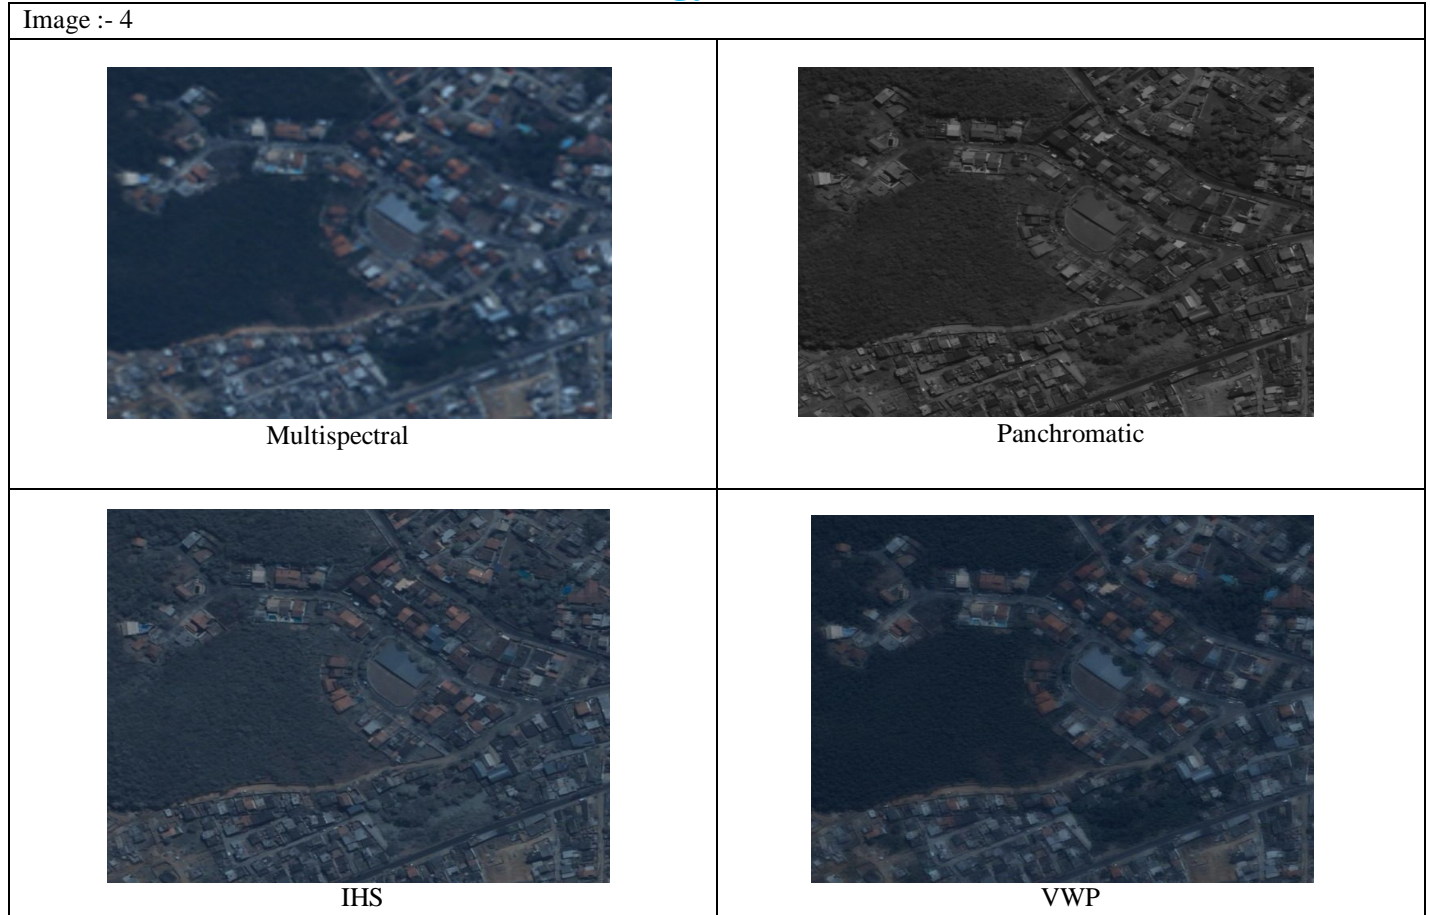 Image :- 4
Multispectral
Panchromatic
IHS
VWP